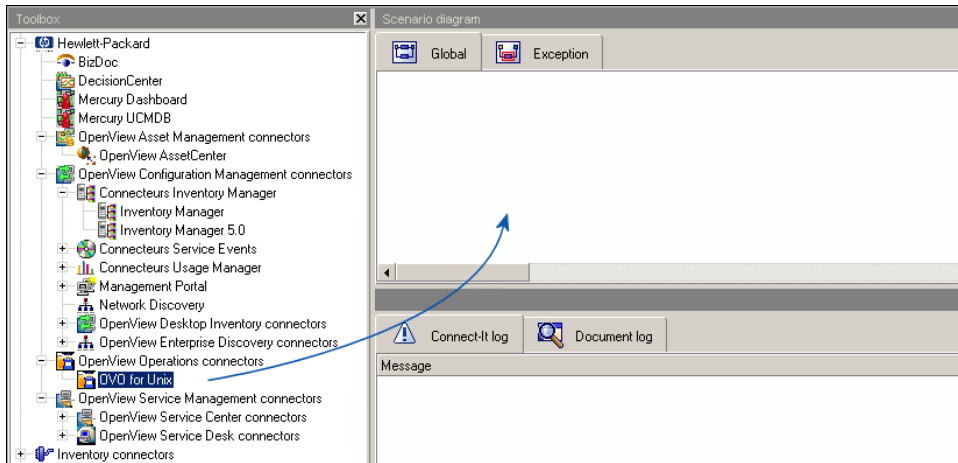 Toolbox
Hewlett-Packard
BizDoc
DecisionCenter
Mercury Dashboard
Mercury UCMDB
OpenView Asset Management connectors
OpenView AssetCenter
OpenView Configuration Management connectors
Connecteurs Inventory Manager
Inventory Manager
Inventory Manager 5.0
Connecteurs Service Events
Connecteurs Usage Manager
Management Portal
Network Discovery
OpenView Desktop Inventory connectors
OpenView Enterprise Discovery connectors
OpenView Operations connectors
OVO for Unix
OpenView Service Management connectors
OpenView Service Center connectors
OpenView Service Desk connectors
Inventory connectors
Scenario diagram
Global
Exception
Connect-It log
Document log
Message